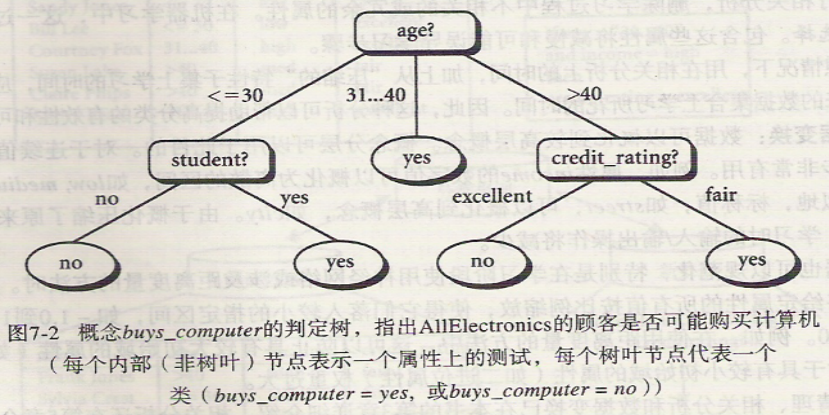 age?
<=30
31...40
>40
student?
yes
credit_rating?
no
yes
excellent
fair
no
yes
no
yes
图7-2 概念buys_computer的判定树，指出AllElectronics的顾客是否可能购买计算机
（每个内部（非树叶）节点表示一个属性上的测试，每个树叶节点代表一个
类（buys_computer = yes, 或buys_computer = no））